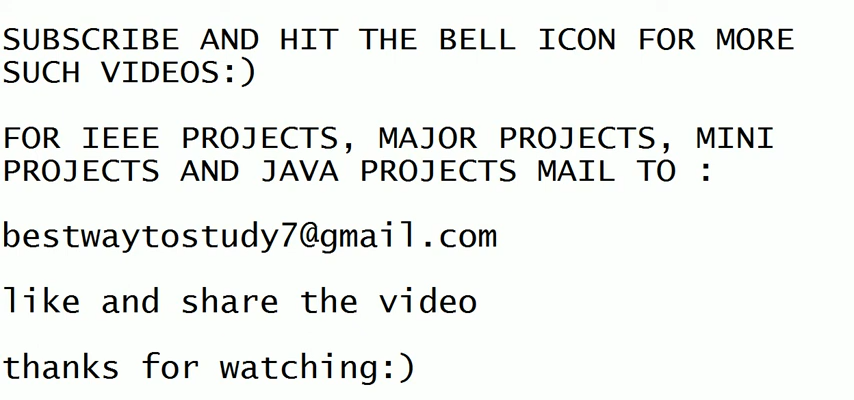 SUBSCRIBE AND HIT THE BELL ICON FOR MORE
SUCH VIDEOS:)
FOR IEEE PROJECTS, MAJOR PROJECTS, MINI
PROJECTS AND JAVA PROJECTS MAIL TO :
bestwaytostudy7@gmail.com
like and share the video
thanks for watching:)